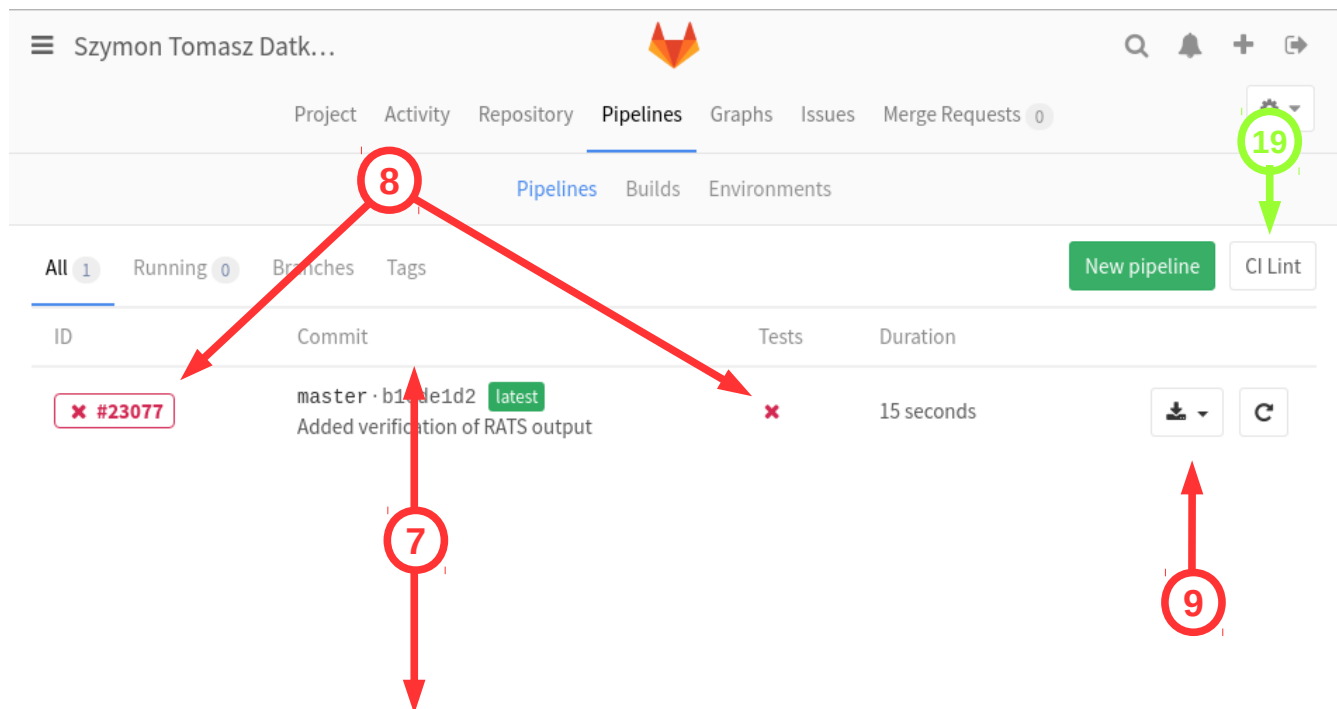 Szymon Tomasz Datk…
Project Activity Repository Pipelines Graphs Issues Merge Requests 0
19
8
Pipelines Builds Environments
All 1 Running 0 Branches Tags New pipeline CI Lint
ID Commit Tests Duration
#23077 master · latest 15 seconds
Added verification of RATS output
7
9